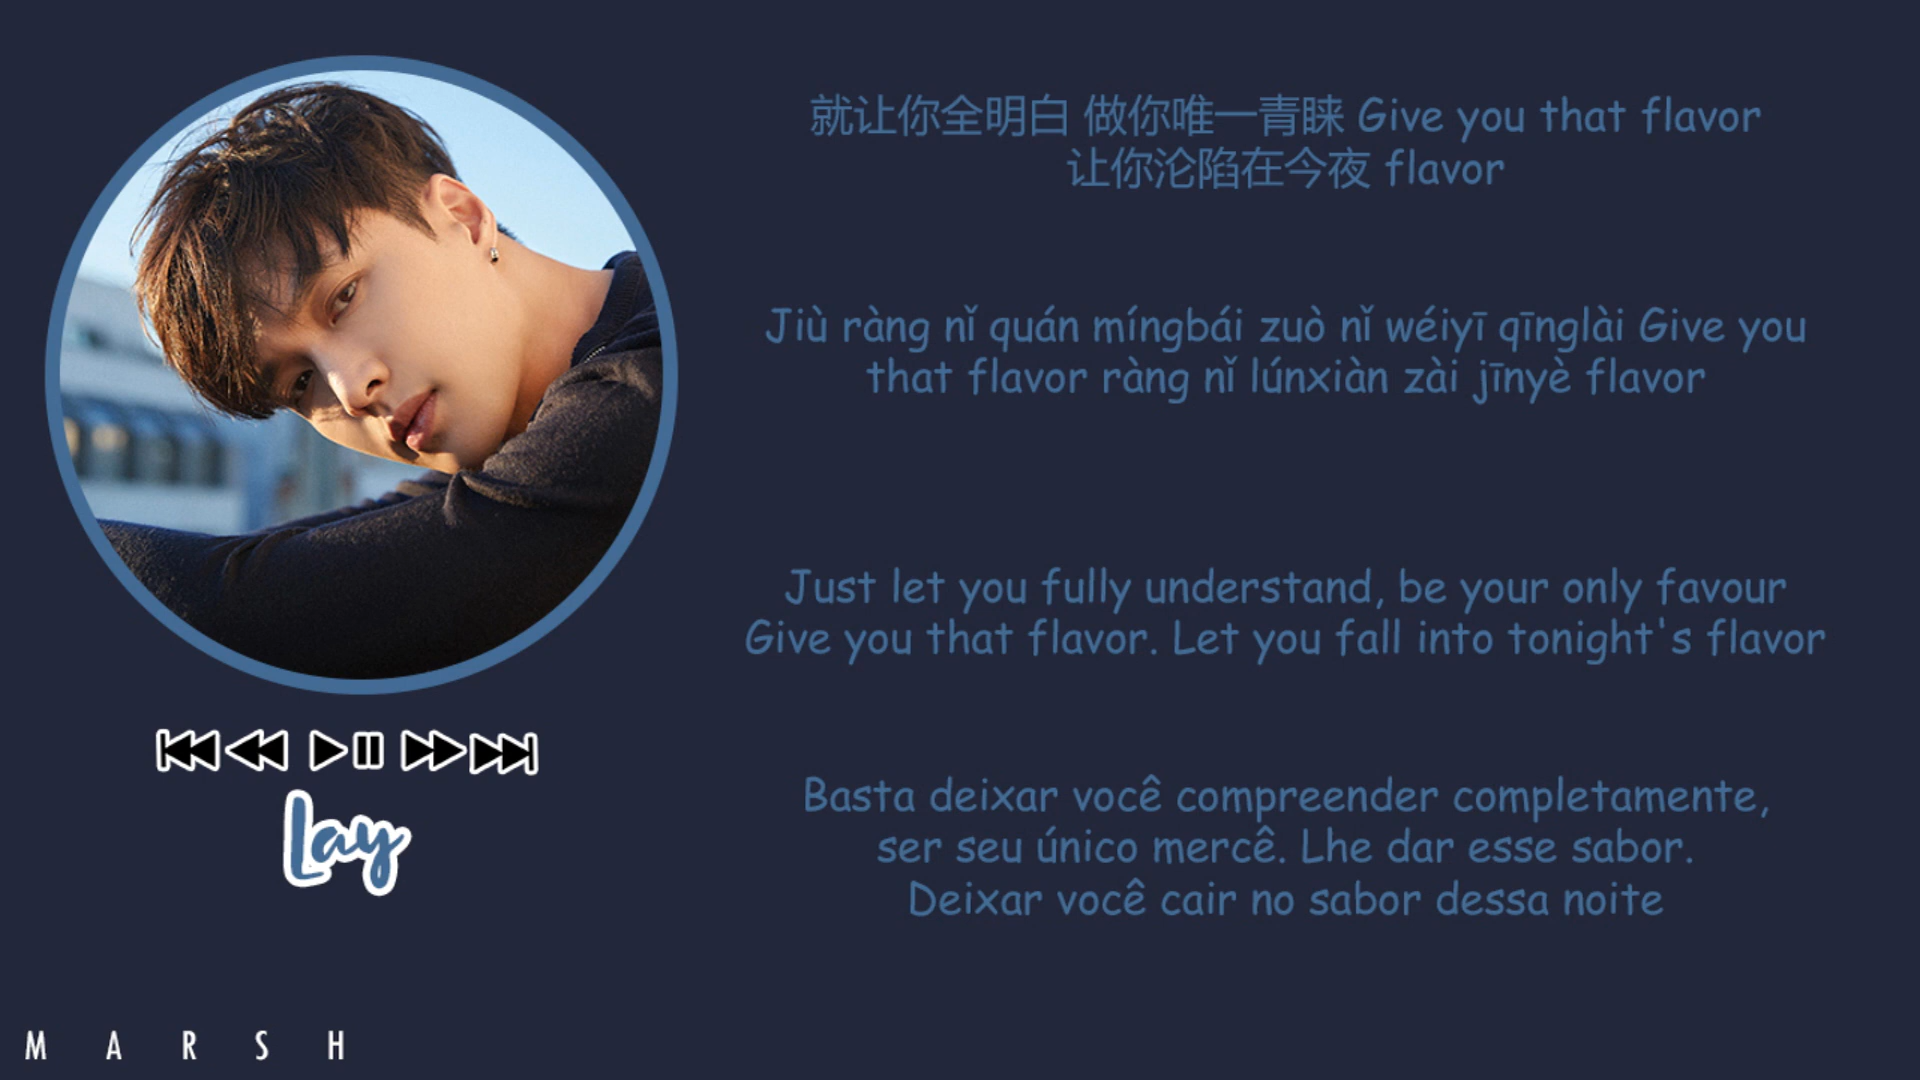 就让你全明白 做你唯一青睐 Give you that flavor
让你沦陷在今夜 flavor
Jiù ràng nǐ quán míngbái zuò nǐ wéiyī qīnglài Give you
that flavor ràng nǐ lúnxiàn zài jīnyè flavor
Just let you fully understand, be your only favour
Give you that flavor. Let you fall into tonight's flavor
Basta deixar você compreender completamente,
ser seu único mercê. Lhe dar esse sabor.
Deixar você cair no sabor dessa noite
Lay
MARSH